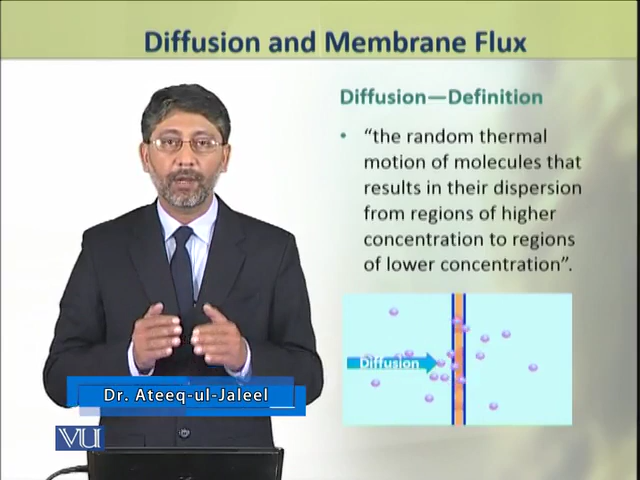 Diffusion and Membrane Flux
Diffusion—Definition
• “the random thermal
motion of molecules that
results in their dispersion
from regions of higher
concentration to regions
of lower concentration”.
Diffusion
Dr. Ateeq-ul-Jaleel
VU